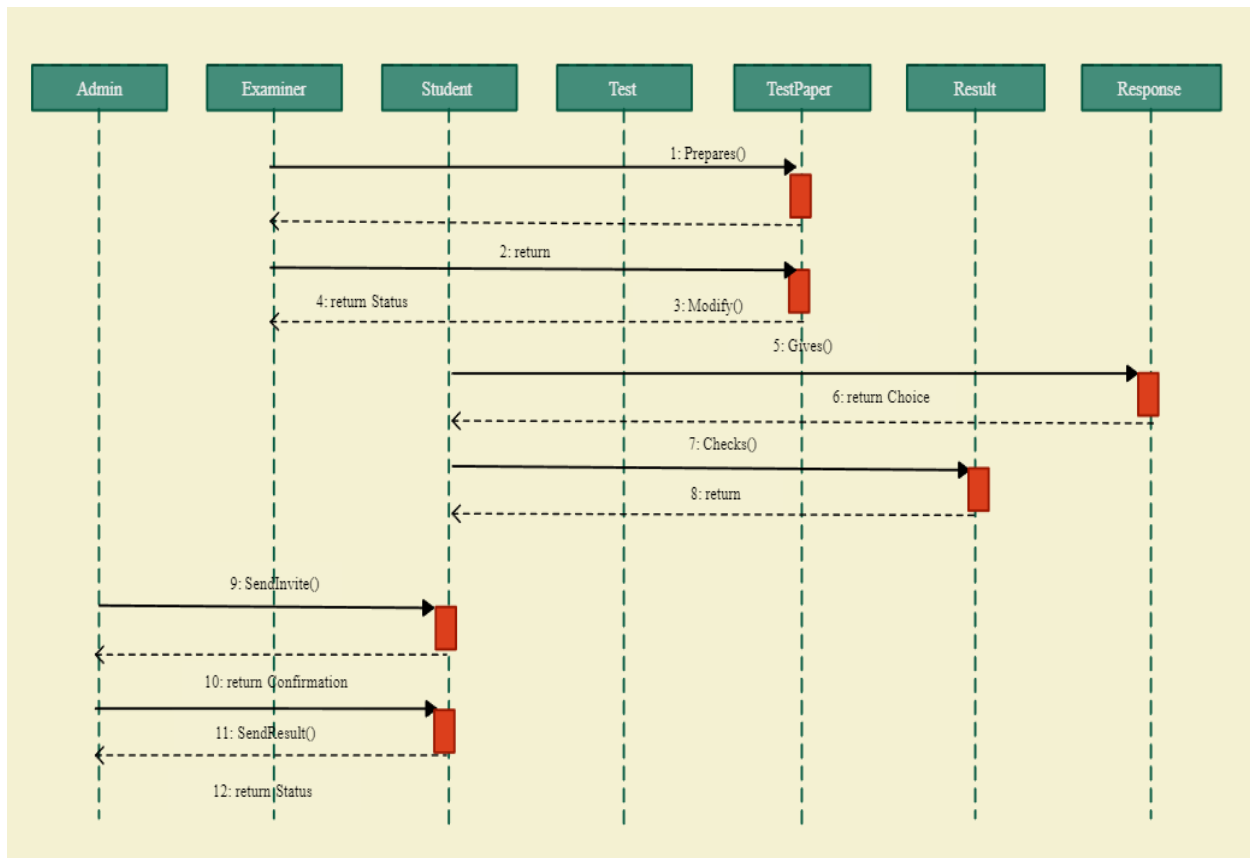 Admin
Examiner
Student
Test
TestPaper
Result
Response
1: Prepares()
2: return
4: return Status
3: Modify()
5: Gives()
6: return Choice
7: Checks()
8: return
9: SendInvite()
10: return Confirmation
11: SendResult()
12: return Status